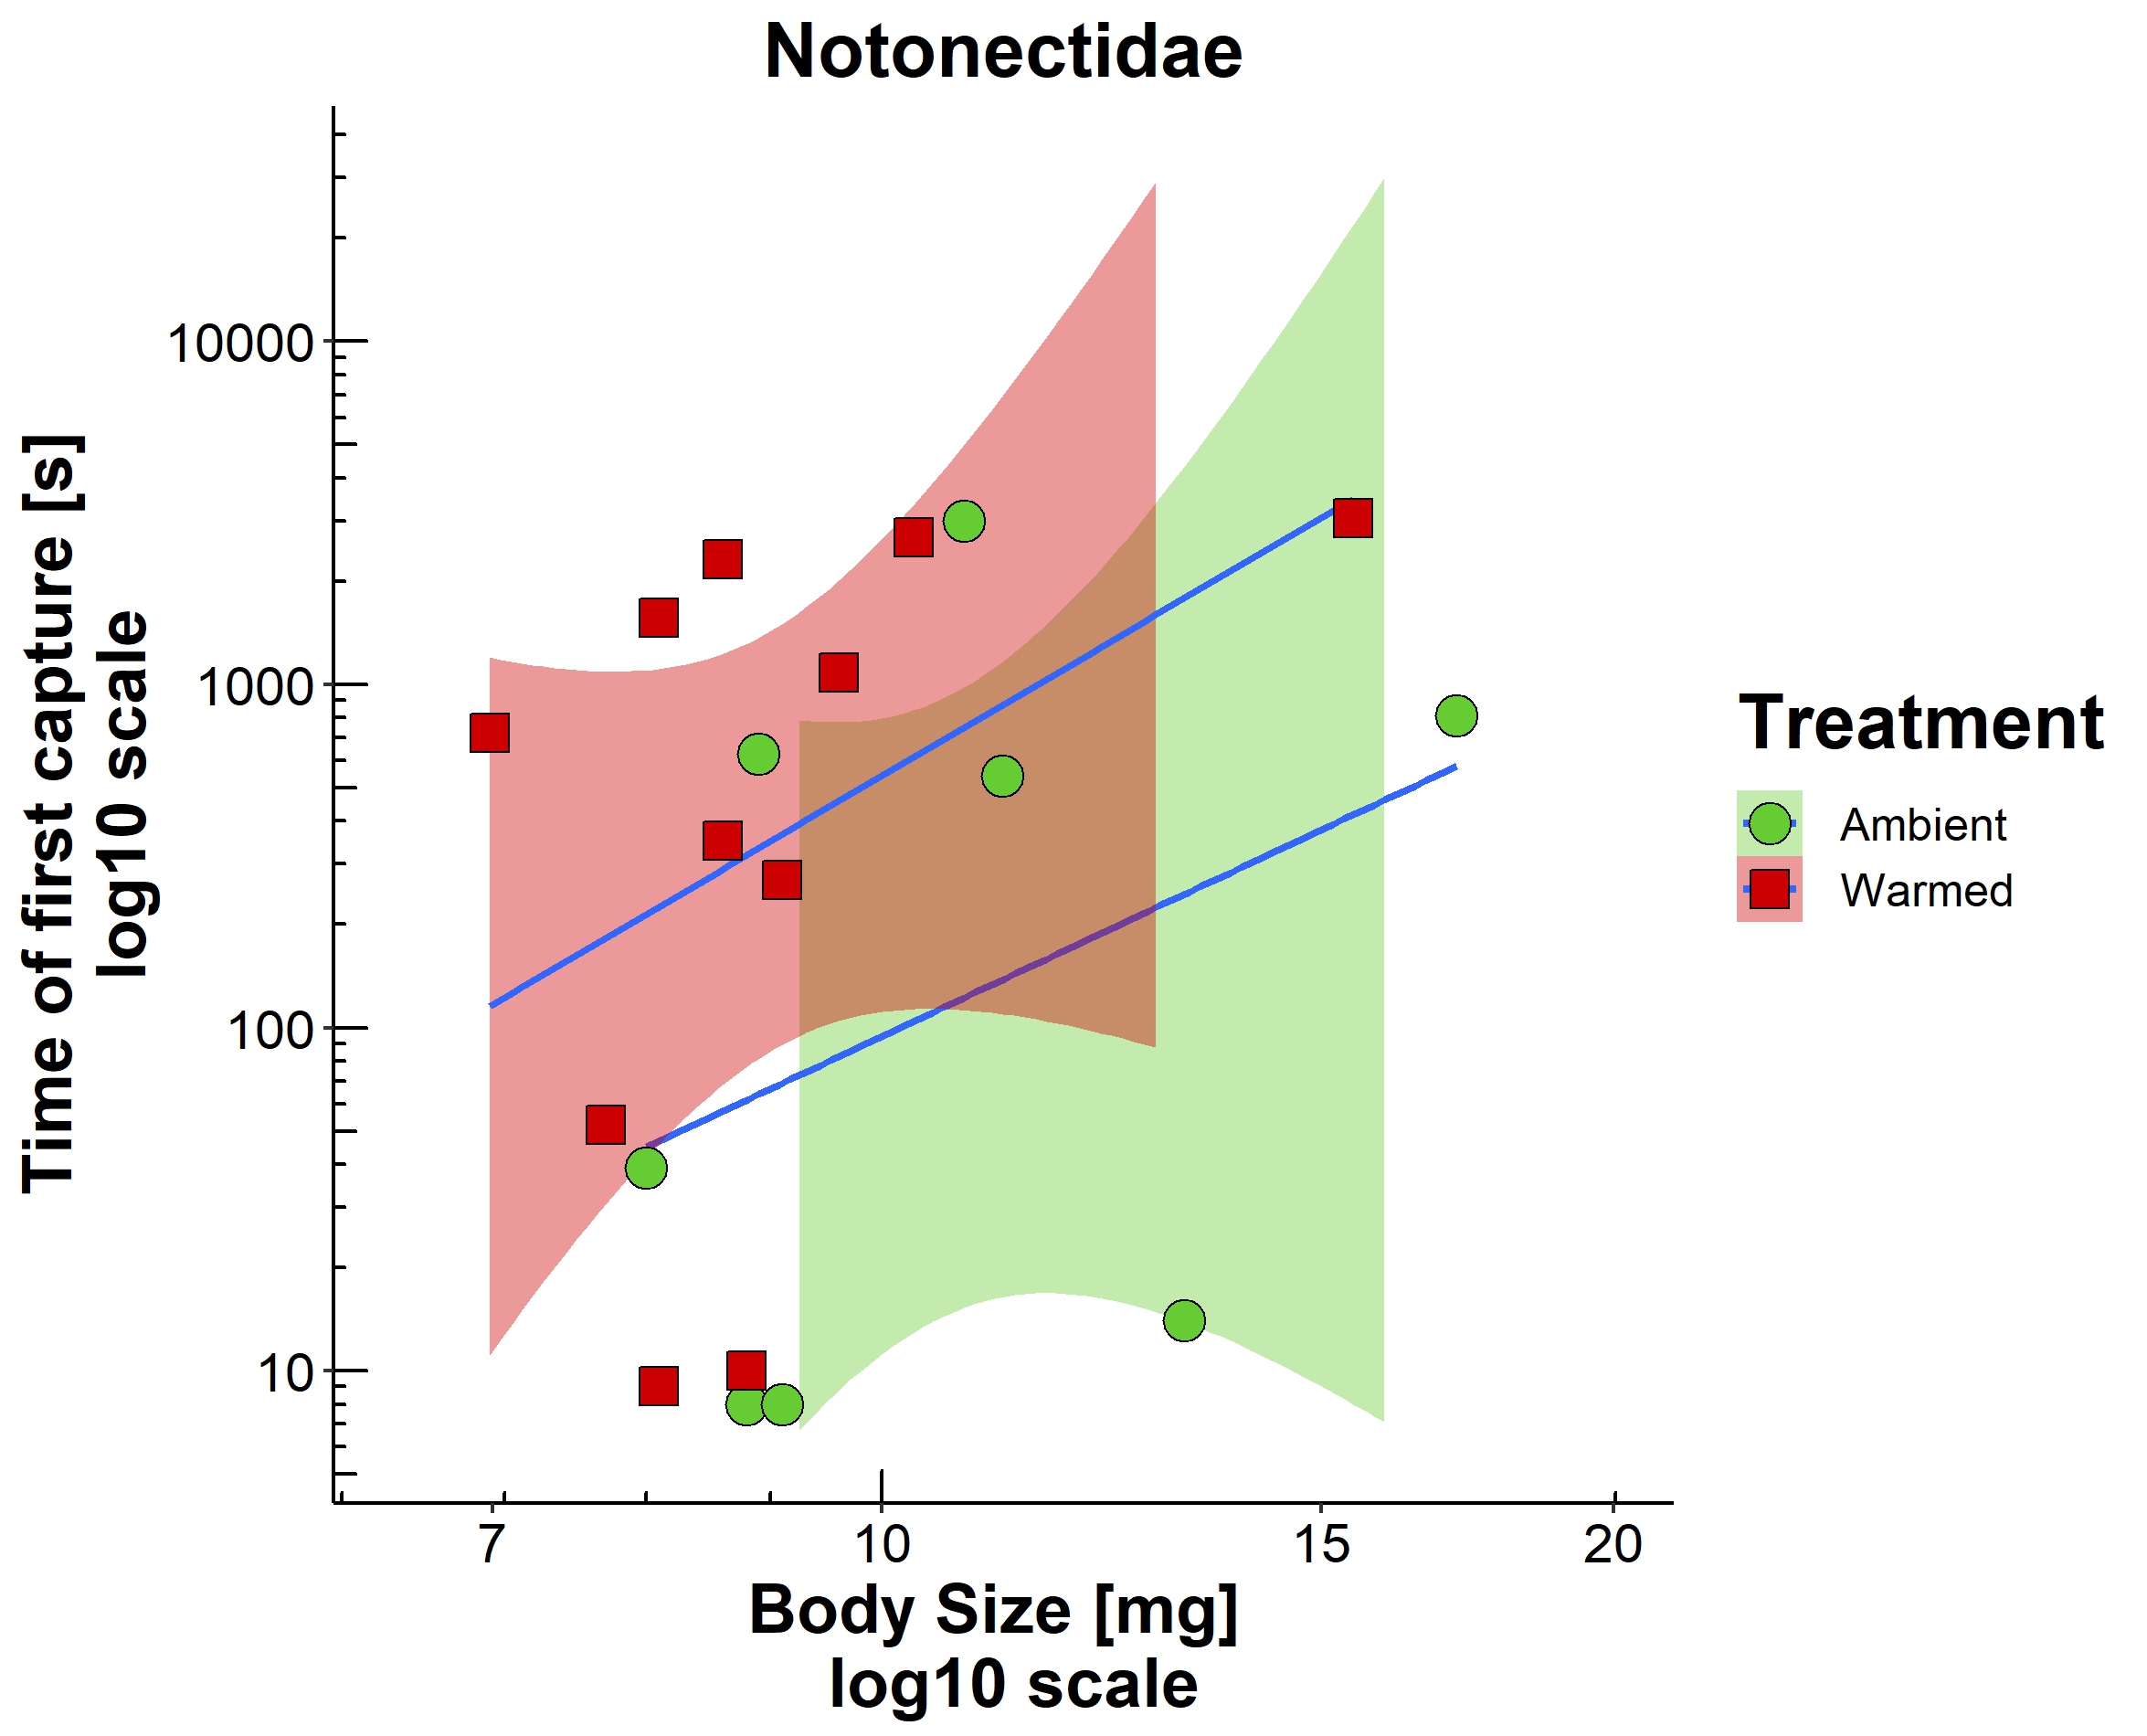 Notonectidae
Time of first capture [s]
log10 scale
10000
1000
100
10
7
10
15
20
Body Size [mg]
log10 scale
Treatment
Ambient
Warmed